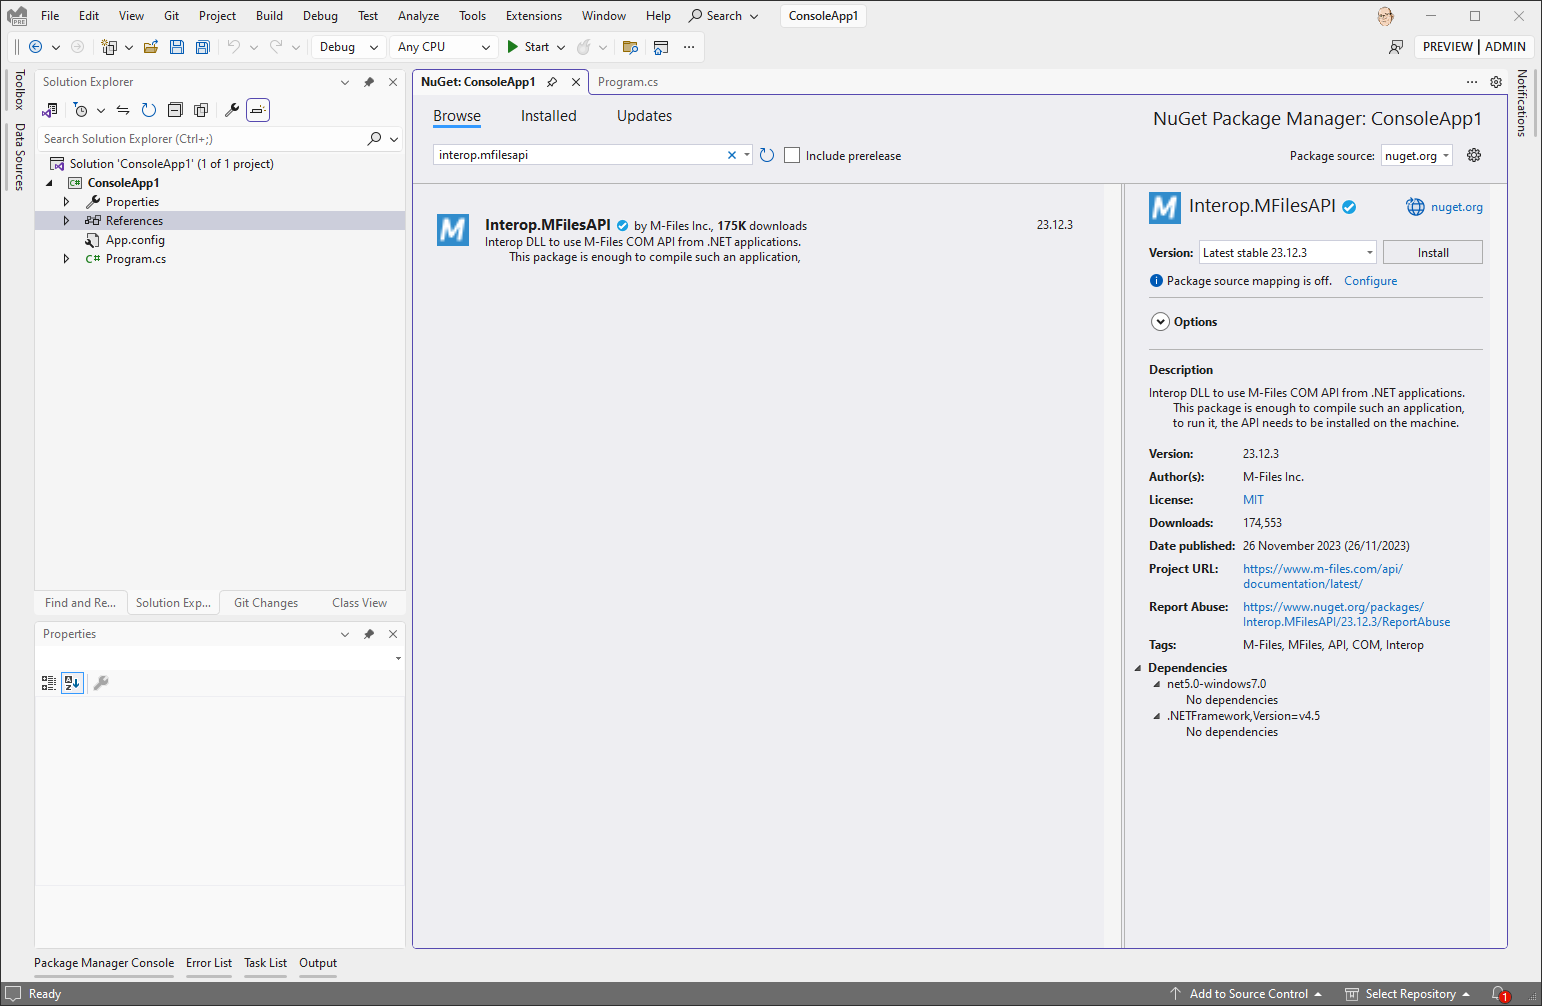 PRE
File Edit View Git Project Build Debug Test Analyze Tools Extensions Window Help Search ConsoleApp1
Debug Any CPU Start PREVIEW | ADMIN
Toolbox
Data Sources
Solution Explorer
Search Solution Explorer (Ctrl+;)
Solution 'ConsoleApp1' (1 of 1 project)
C# ConsoleApp1
Properties
References
App.config
C# Program.cs
Find and Re... Solution Exp... Git Changes Class View
Properties
NuGet: ConsoleApp1 Program.cs
Browse Installed Updates
NuGet Package Manager: ConsoleApp1
interop.mfilesapi Include prerelease
Package source: nuget.org
M Interop.MFilesAPI by M-Files Inc., 175K downloads 23.12.3
Interop DLL to use M-Files COM API from .NET applications.
This package is enough to compile such an application,
M Interop.MFilesAPI nuget.org
Version: Latest stable 23.12.3 Install
Package source mapping is off. Configure
Options
Description
Interop DLL to use M-Files COM API from .NET applications.
This package is enough to compile such an application,
to run it, the API needs to be installed on the machine.
Version: 23.12.3
Author(s): M-Files Inc.
License: MIT
Downloads: 174,553
Date published: 26 November 2023 (26/11/2023)
Project URL: https://www.m-files.com/api/
documentation/latest/
Report Abuse: https://www.nuget.org/packages/
Interop.MFilesAPI/23.12.3/ReportAbuse
Tags: M-Files, MFiles, API, COM, Interop
Dependencies
net5.0-windows7.0
No dependencies
.NETFramework,Version=v4.5
No dependencies
Notifications
Package Manager Console Error List Task List Output
Ready Add to Source Control Select Repository 1